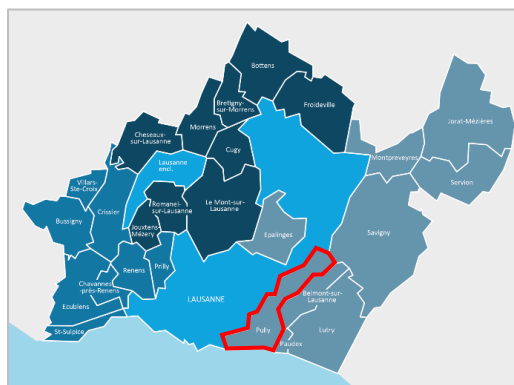 Bottens
Bretigny-
sur-Morrens
Froideville
Jorat-Mézières
Morrens
Cheseaux-
sur-Lausanne
Cugy
Montpreveyres
Lausanne
encl.
Servion
Villars-
Ste-Croix
Romanel-
sur-Lausanne
Le Mont-sur-
Lausanne
Bussigny
Crissier
Jouxtens-
Mézery
Epalinges
Savigny
Renens
Prilly
Chavannes
-près-Renens
Belmont-sur-
Lausanne
LAUSANNE
Ecublens
St-Sulpice
Pully
Lutry
Paudex